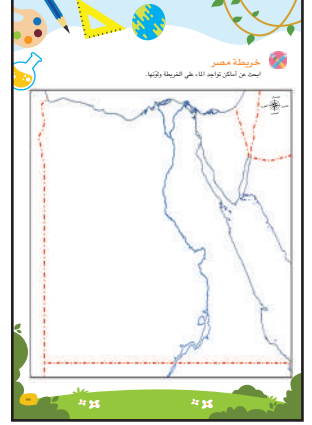 خريطة مصر
ابحث عن أماكن تواجد الماء على الخريطة ولوّنها.